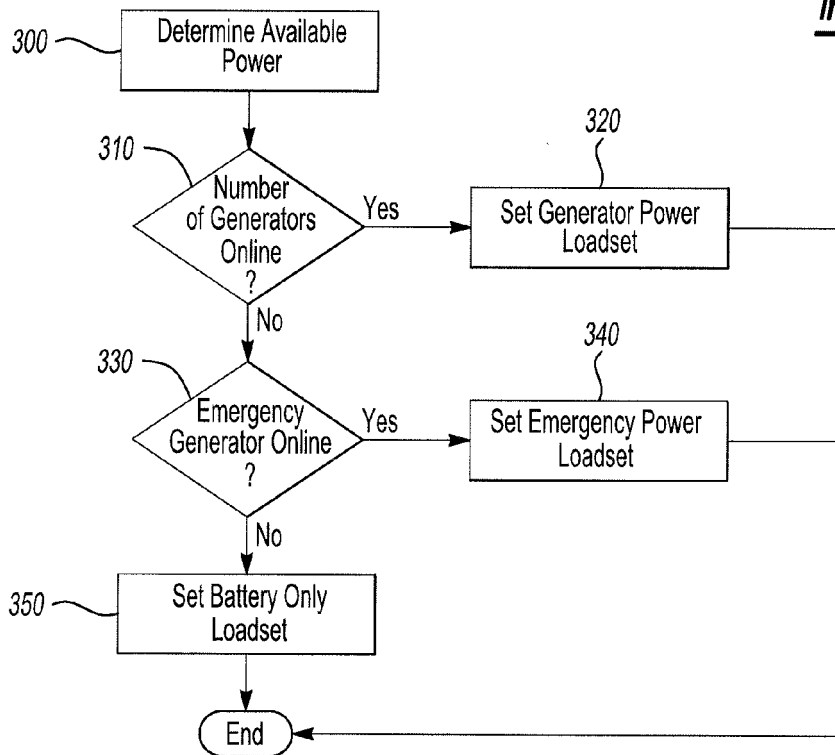 300
Determine Available
Power
310
Number
of Generators
Online
?
Yes
320
Set Generator Power
Loadset
No
330
Emergency
Generator Online
?
Yes
340
Set Emergency Power
Loadset
No
350
Set Battery Only
Loadset
End